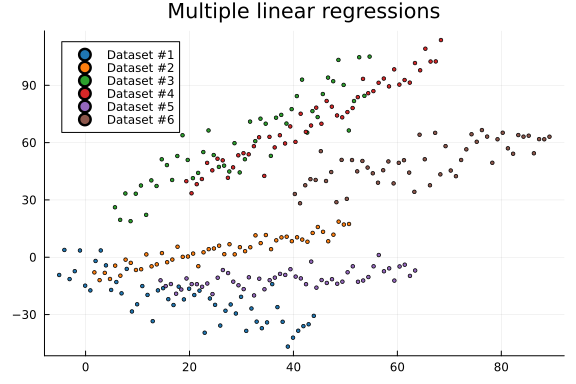 Multiple linear regressions
Dataset #1
Dataset #2
Dataset #3
Dataset #4
Dataset #5
Dataset #6
90
60
30
0
−30
0 20 40 60 80